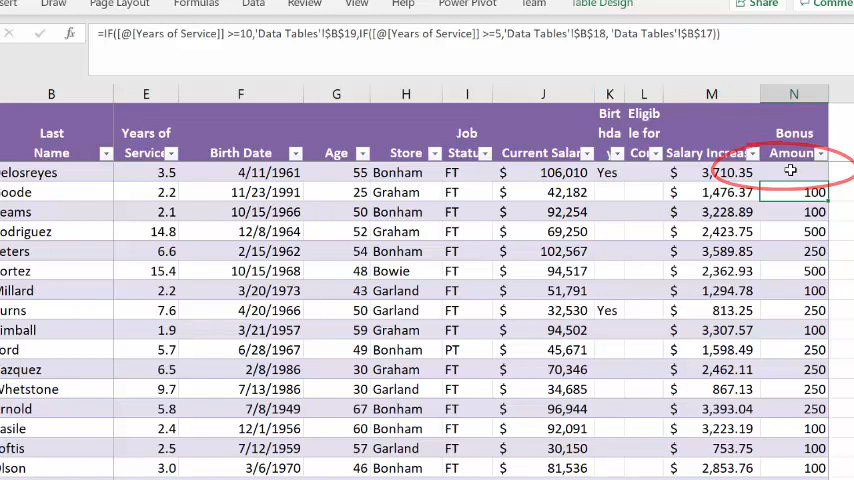 sert Draw Page Layout Formulas Data Review View Help Power Pivot Team Table Design Share Comme
fx =IF([@[Years of Service]] >=10,'Data Tables'!$B$19,IF([@[Years of Service]] >=5,'Data Tables'!$B$18, 'Data Tables'!$B$17))
B E F G H I J K L M N
Last Name Years of Service Birth Date Age Store Job Statu Current Salar Birt hda y Eligib le for Cor Salary Increas Bonus Amoun
elosreyes 3.5 4/11/1961 55 Bonham FT $ 106,010 Yes $ 3,710.35
oode 2.2 11/23/1991 25 Graham FT $ 42,182 $ 1,476.37 100
eams 2.1 10/15/1966 50 Bonham FT $ 92,254 $ 3,228.89 100
odriguez 14.8 12/8/1964 52 Graham FT $ 69,250 $ 2,423.75 500
eters 6.6 2/15/1962 54 Bonham FT $ 102,567 $ 3,589.85 250
ortez 15.4 10/15/1968 48 Bowie FT $ 94,517 $ 2,362.93 500
Millard 2.2 3/20/1973 43 Garland FT $ 51,791 $ 1,294.78 100
urns 7.6 4/20/1966 50 Garland FT $ 32,530 Yes $ 813.25 250
imball 1.9 3/21/1957 59 Graham FT $ 94,502 $ 3,307.57 100
ord 5.7 6/28/1967 49 Bonham PT $ 45,671 $ 1,598.49 250
azquez 6.5 2/8/1986 30 Graham FT $ 70,346 $ 2,462.11 250
Whetstone 9.7 7/13/1986 30 Garland FT $ 34,685 $ 867.13 250
rnold 5.8 7/8/1949 67 Bonham FT $ 96,944 $ 3,393.04 250
asile 2.4 12/1/1956 60 Bonham FT $ 92,091 $ 3,223.19 100
oftis 2.5 7/12/1959 57 Garland FT $ 30,150 $ 753.75 100
Olson 3.0 3/6/1970 46 Bonham FT $ 81,536 $ 2,853.76 100